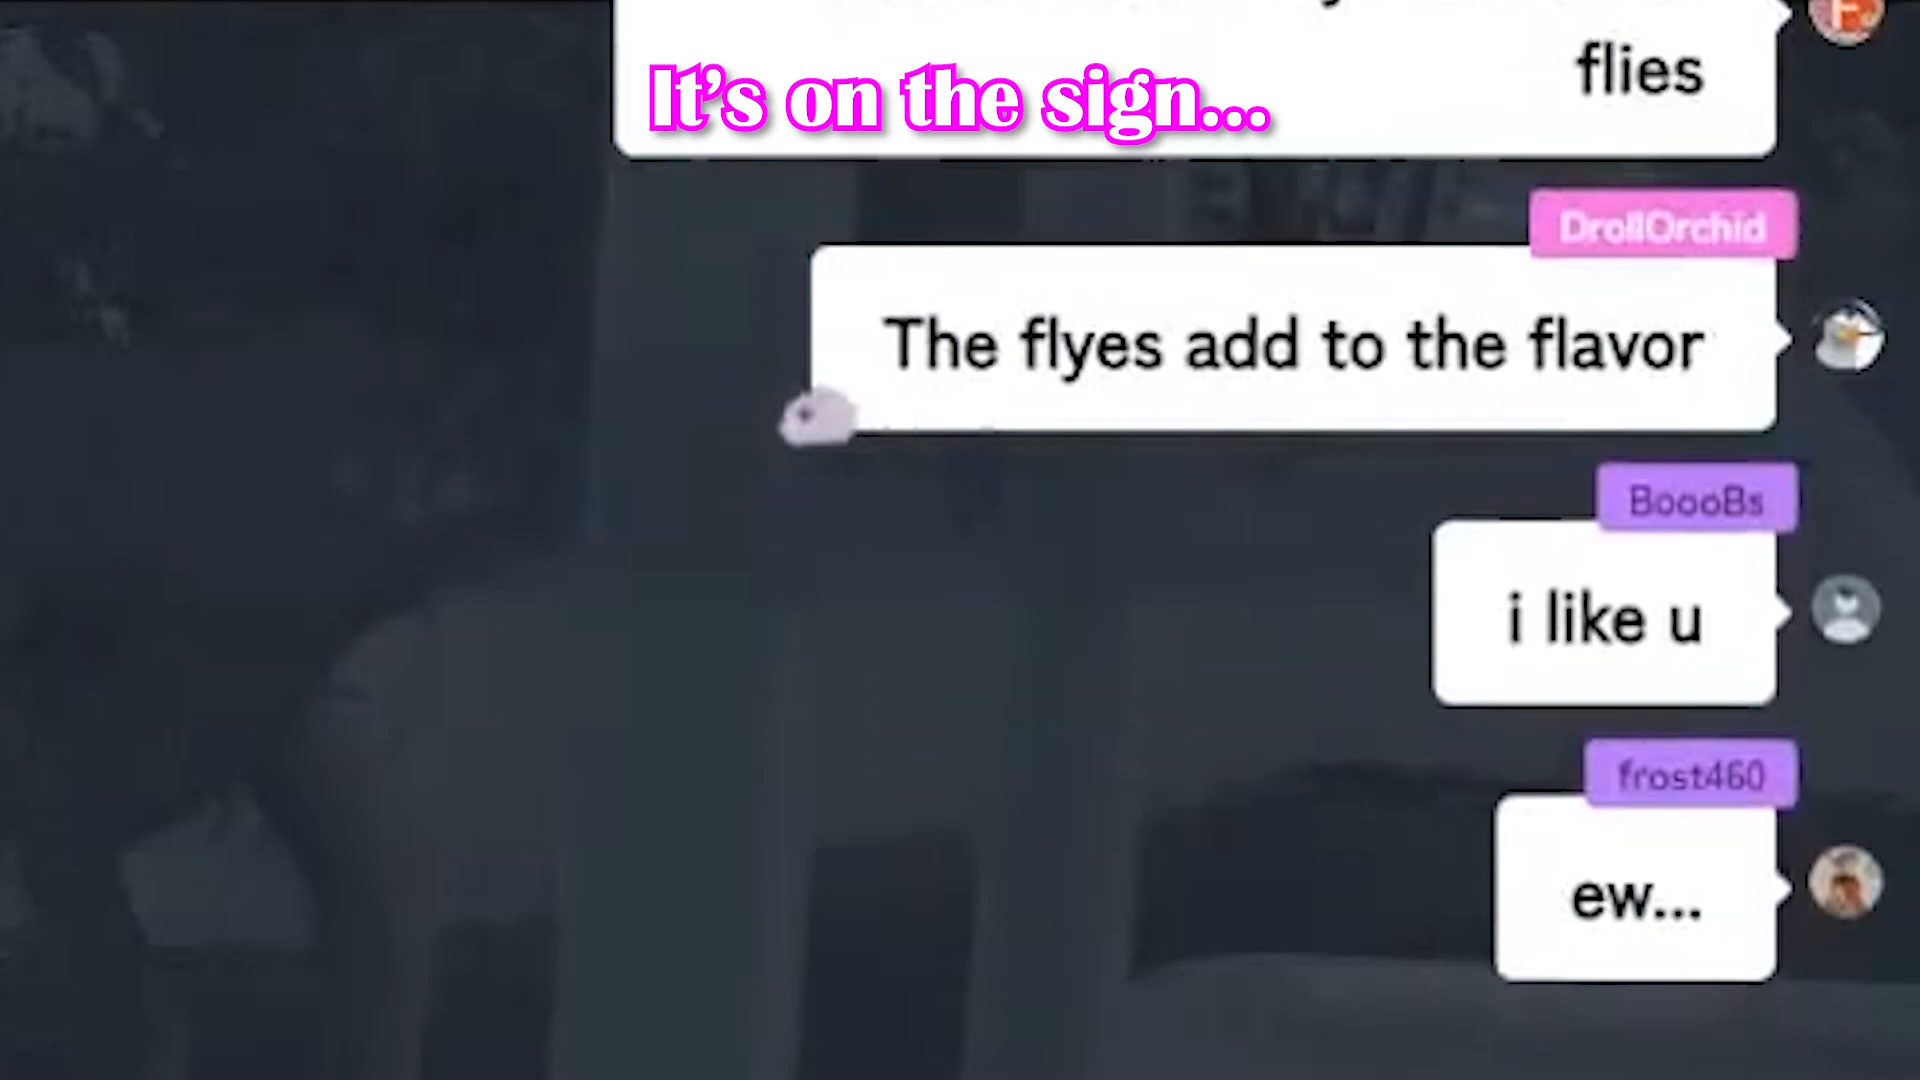 flies
It's on the sign...
DrollOrchid
The flyes add to the flavor
BoooBs
i like u
frost460
ew...